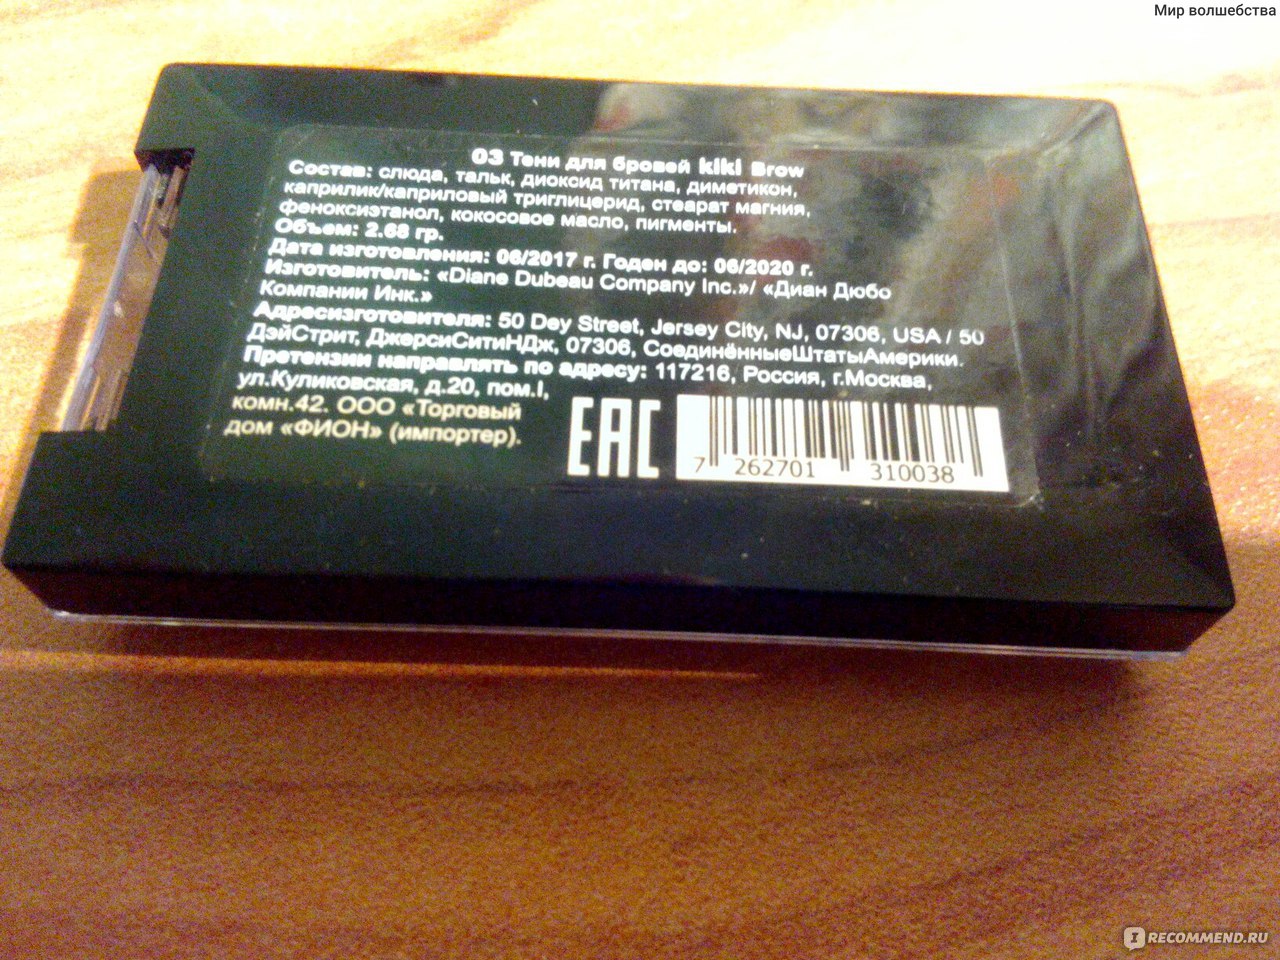 Мир волшебства
03 Тени для бровей kiki Brow
Состав: слюда, тальк, диоксид титана, диметикон,
каприлик/каприловый триглицерид, стеарат магния,
феноксиэтанол, кокосовое масло, пигменты.
Объем: 2.68 гр.
Дата изготовления: 06/2017 г. Годен до: 06/2020 г.
Изготовитель: «Diane Dubeau Company Inc.»/ «Диан Дюбо
Компании Инк.»
Адресизготовителя: 50 Dey Street, Jersey City, NJ, 07306, USA / 50
ДэйСтрит, ДжерсиСитиНДж, 07306, СоединённыеШтатыАмерики.
Претензии направлять по адресу: 117216, Россия, г.Москва,
ул.Куликовская, д.20, пом.I,
комн.42. ООО «Торговый
дом «ФИОН» (импортер).
EAC
7 262701 310038
IRECOMMEND.RU